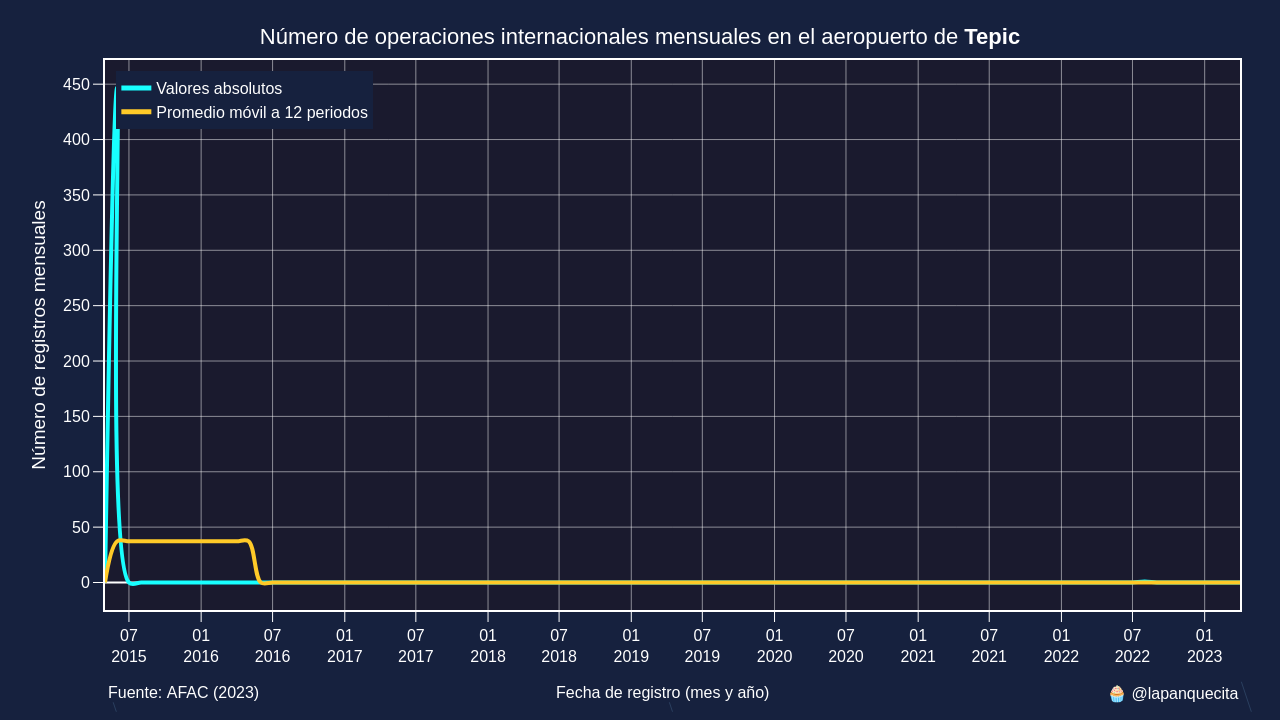 Número de operaciones internacionales mensuales en el aeropuerto de Tepic
Valores absolutos
Promedio móvil a 12 periodos
Número de registros mensuales
450
400
350
300
250
200
150
100
50
0
07 01 07 01 07 01 07 01 07 01 07 01 07 01 07 01
2015 2016 2016 2017 2017 2018 2018 2019 2019 2020 2020 2021 2021 2022 2022 2023
Fuente: AFAC (2023)
Fecha de registro (mes y año)
🧁 @lapanquecita